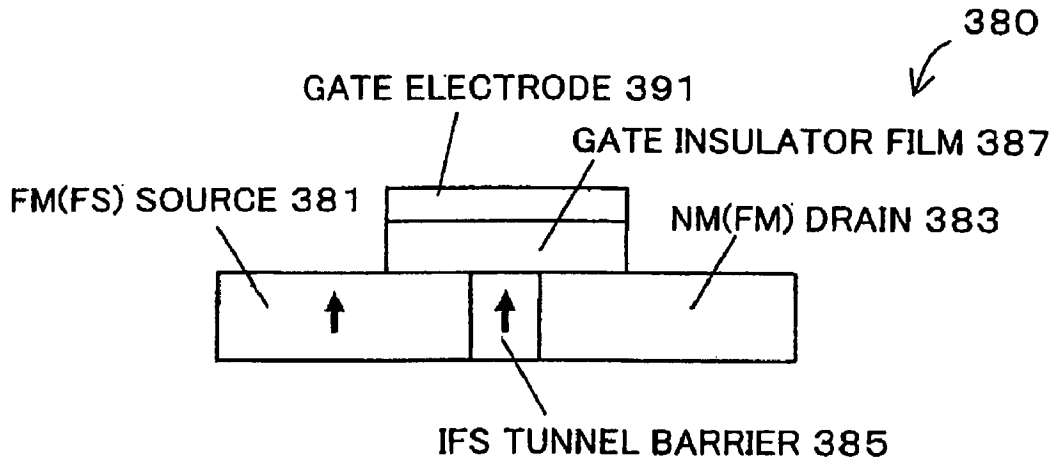 380
GATE ELECTRODE 391
GATE INSULATOR FILM 387
FM(FS) SOURCE 381
NM(FM) DRAIN 383
IFS TUNNEL BARRIER 385